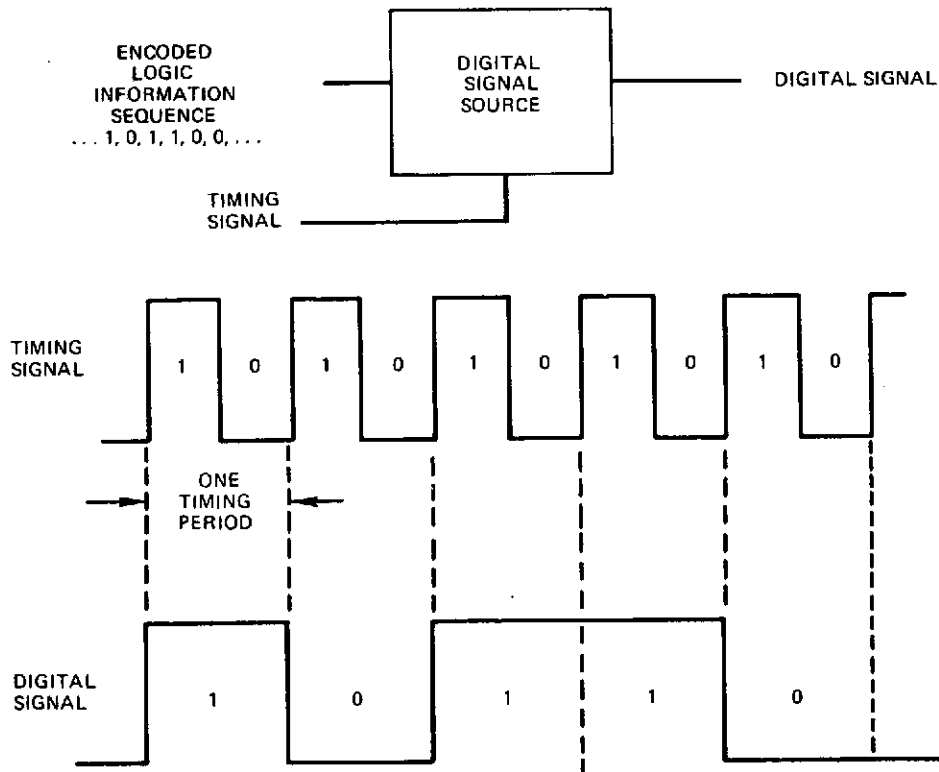 ENCODED
LOGIC
INFORMATION
SEQUENCE
... 1, 0, 1, 1, 0, 0, ...
DIGITAL
SIGNAL
SOURCE
DIGITAL SIGNAL
TIMING
SIGNAL
TIMING
SIGNAL
1 0 1 0 1 0 1 0 1 0
ONE
TIMING
PERIOD
DIGITAL
SIGNAL
1 0 1 1 0